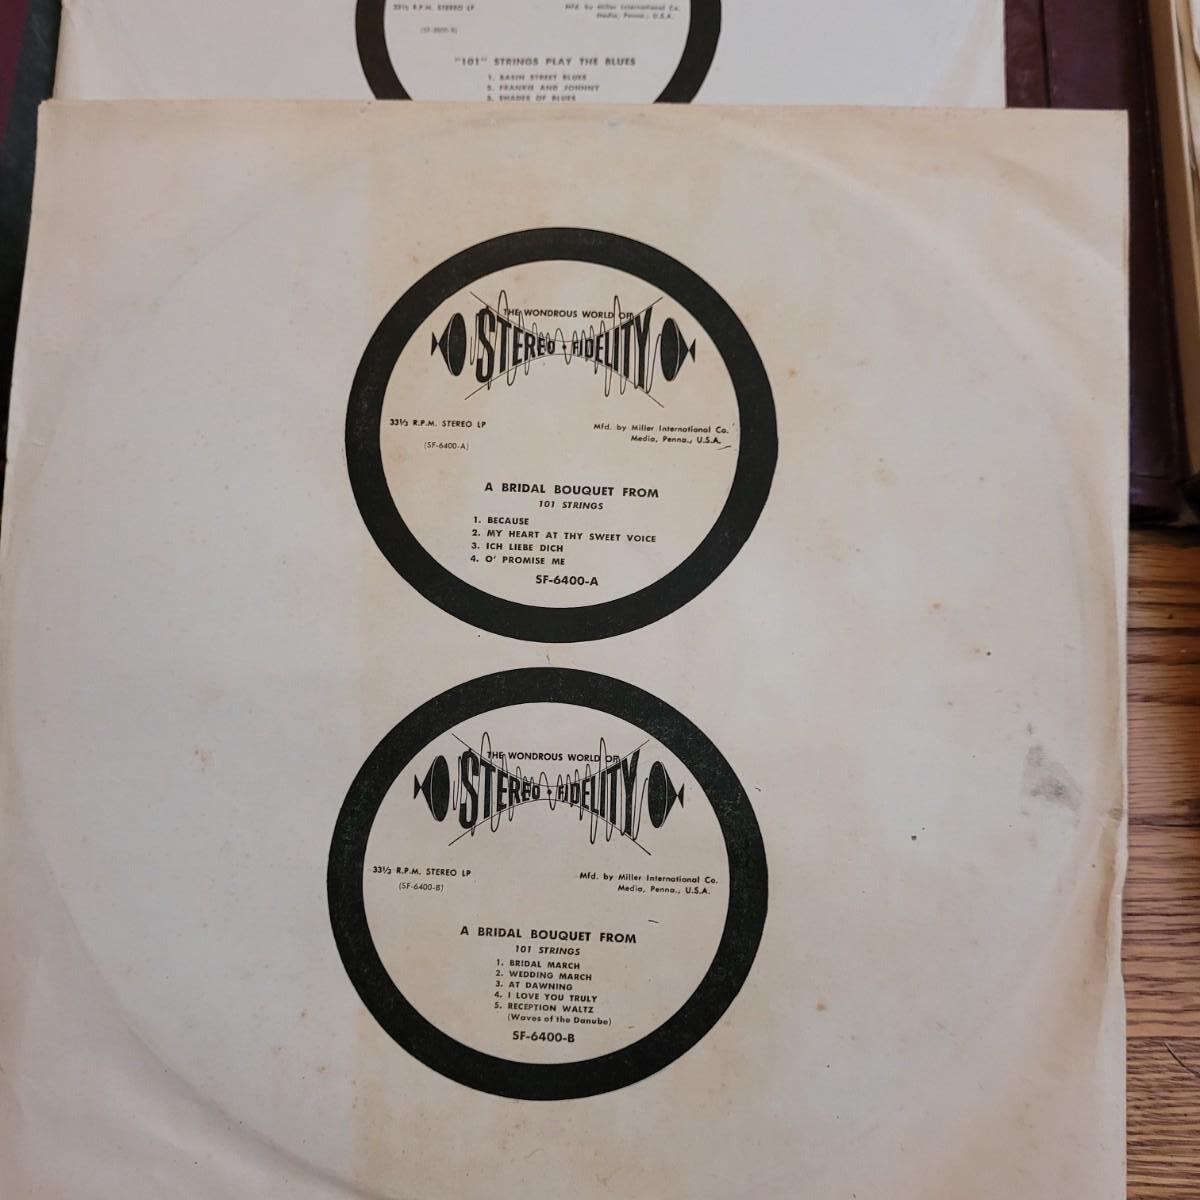 33⅓ R.P.M. STEREO LP
Mfd. by Miller International Co.
Media, Penna., U.S.A.
"101" STRINGS PLAY THE BLUES
1. BASIN STREET BLUES
2. FRANKIE AND JOHNNY
3. SHADES OF BLUE
THE WONDROUS WORLD OF
STEREO · FIDELITY
33⅓ R.P.M. STEREO LP
Mfd. by Miller International Co.
(SF-6400-A)
Media, Penna., U.S.A.
A BRIDAL BOUQUET FROM
101 STRINGS
1. BECAUSE
2. MY HEART AT THY SWEET VOICE
3. ICH LIEBE DICH
4. O' PROMISE ME
SF-6400-A
THE WONDROUS WORLD OF
STEREO · FIDELITY
33⅓ R.P.M. STEREO LP
Mfd. by Miller International Co.
(SF-6400-B)
Media, Penna., U.S.A.
A BRIDAL BOUQUET FROM
101 STRINGS
1. BRIDAL MARCH
2. WEDDING MARCH
3. AT DAWNING
4. I LOVE YOU TRULY
5. RECEPTION WALTZ
(Waves of the Danube)
SF-6400-B